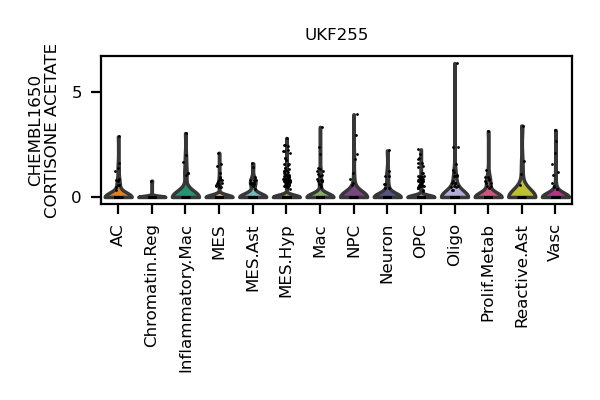 UKF255
CHEMBL1650
CORTISONE ACETATE
5
0
AC
Chromatin.Reg
Inflammatory.Mac
MES
MES.Ast
MES.Hyp
Mac
NPC
Neuron
OPC
Oligo
Prolif.Metab
Reactive.Ast
Vasc